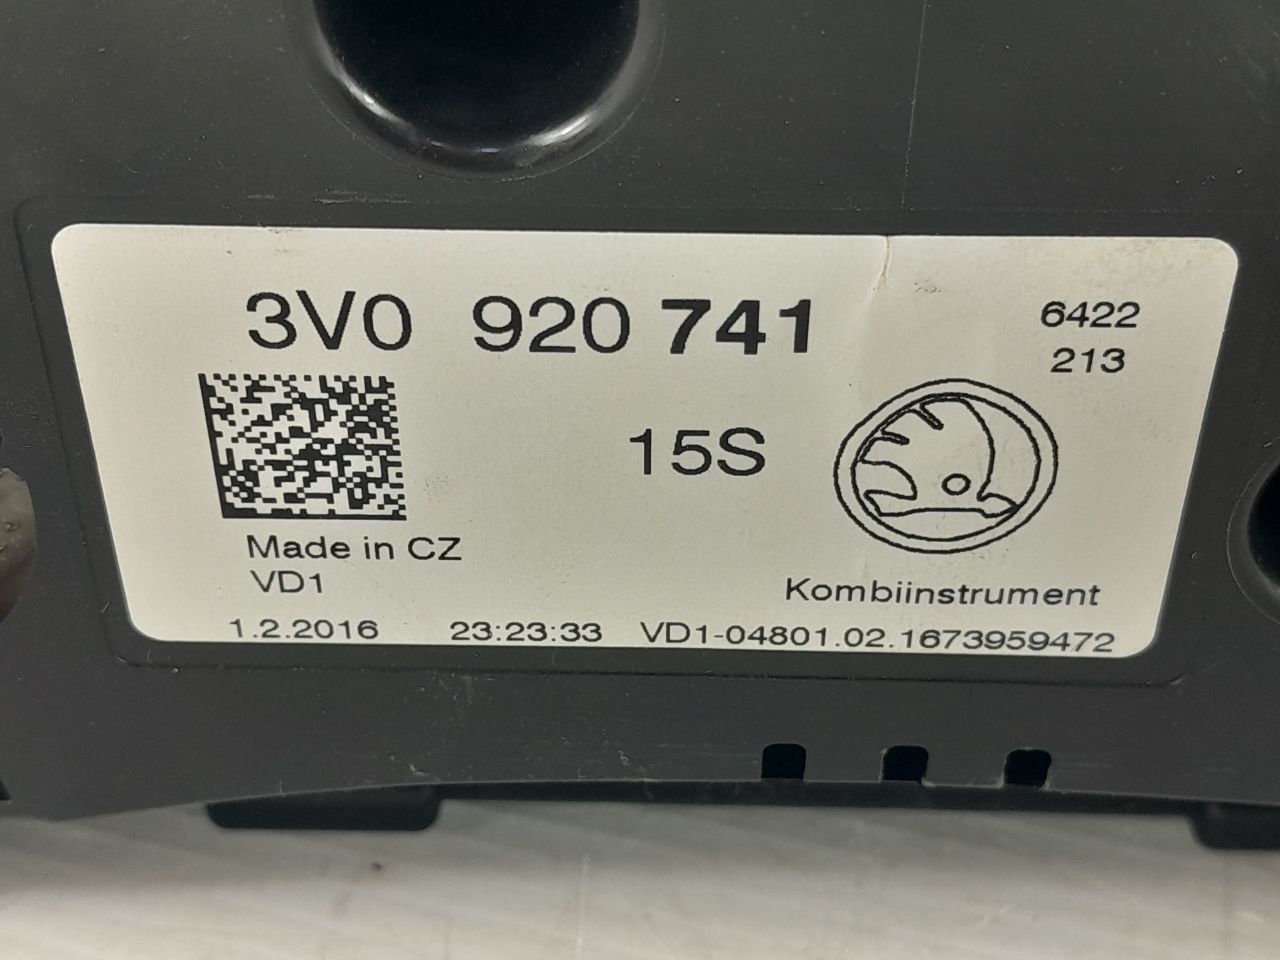 3V0 920 741
6422
213
15S
Made in CZ
VD1
Kombiinstrument
1.2.2016 23:23:33 VD1-04801.02.1673959472